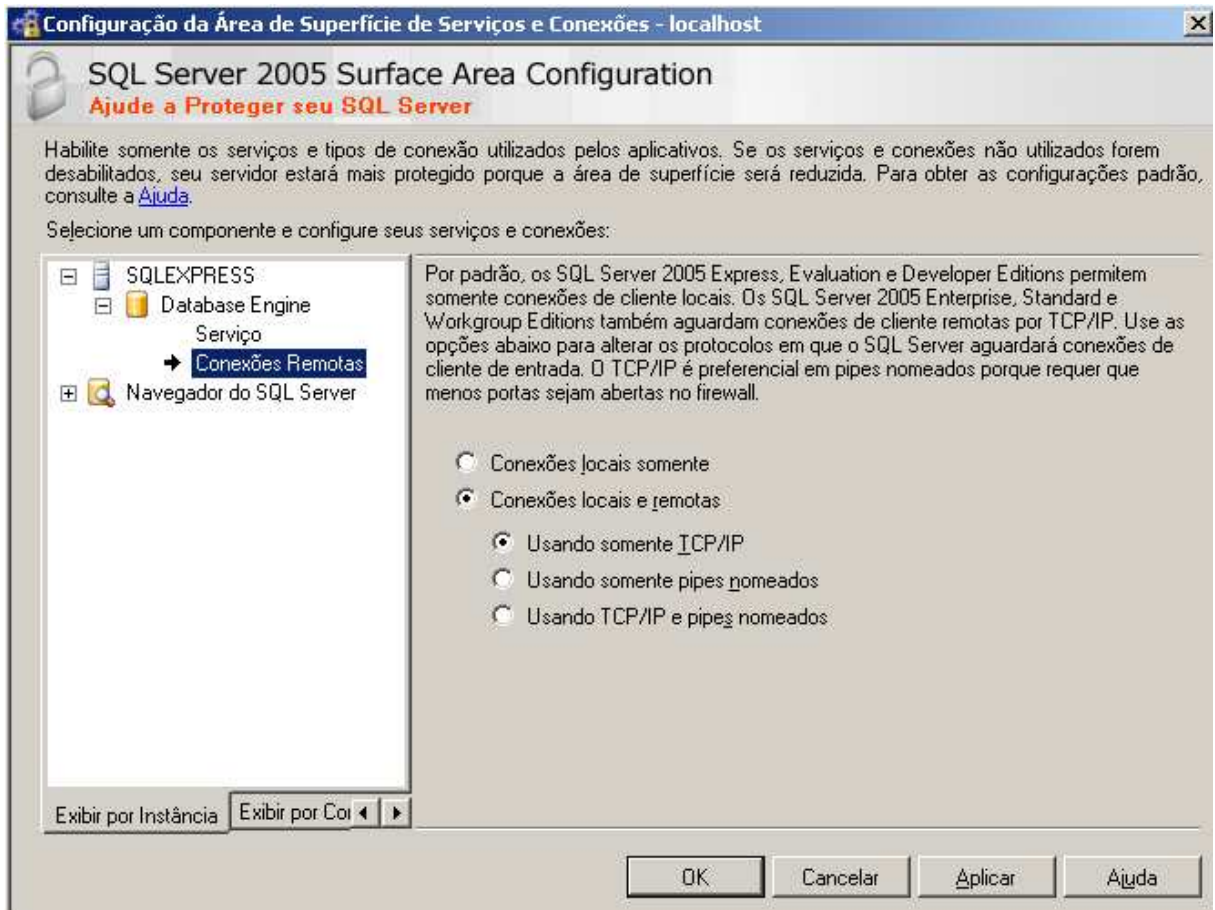 Configuração da Área de Superfície de Serviços e Conexões - localhost
SQL Server 2005 Surface Area Configuration
Ajude a Proteger seu SQL Server
Habilite somente os serviços e tipos de conexão utilizados pelos aplicativos. Se os serviços e conexões não utilizados forem
desabilitados, seu servidor estará mais protegido porque a área de superfície será reduzida. Para obter as configurações padrão,
consulte a Ajuda.
Selecione um componente e configure seus serviços e conexões:
SQLEXPRESS
Database Engine
Serviço
Conexões Remotas
Navegador do SQL Server
Exibir por Instância
Exibir por Co
Por padrão, os SQL Server 2005 Express, Evaluation e Developer Editions permitem
somente conexões de cliente locais. Os SQL Server 2005 Enterprise, Standard e
Workgroup Editions também aguardam conexões de cliente remotas por TCP/IP. Use as
opções abaixo para alterar os protocolos em que o SQL Server aguardará conexões de
cliente de entrada. O TCP/IP é preferencial em pipes nomeados porque requer que
menos portas sejam abertas no firewall.
Conexões locais somente
Conexões locais e remotas
Usando somente TCP/IP
Usando somente pipes nomeados
Usando TCP/IP e pipes nomeados
OK
Cancelar
Aplicar
Ajuda